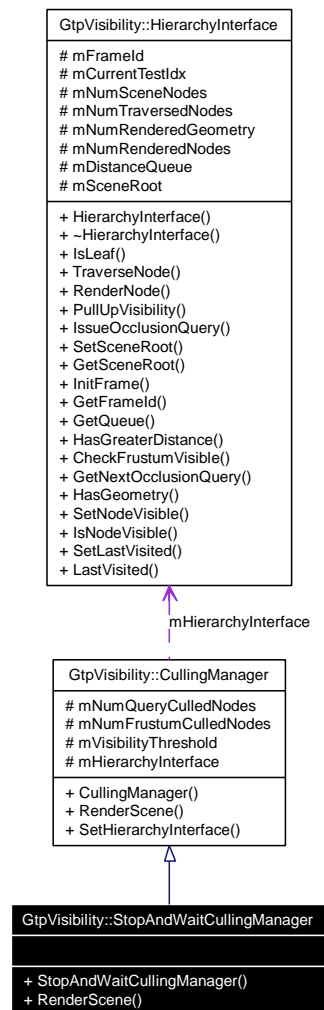 GtpVisibility::HierarchyInterface
# mFrameId
# mCurrentTestIdx
# mNumSceneNodes
# mNumTraversedNodes
# mNumRenderedGeometry
# mNumRenderedNodes
# mDistanceQueue
# mSceneRoot
+ HierarchyInterface()
+ ~HierarchyInterface()
+ IsLeaf()
+ TraverseNode()
+ RenderNode()
+ PullUpVisibility()
+ IssueOcclusionQuery()
+ SetSceneRoot()
+ GetSceneRoot()
+ InitFrame()
+ GetFrameId()
+ GetQueue()
+ HasGreaterDistance()
+ CheckFrustumVisible()
+ GetNextOcclusionQuery()
+ HasGeometry()
+ SetNodeVisible()
+ IsNodeVisible()
+ SetLastVisited()
+ LastVisited()
mHierarchyInterface
GtpVisibility::CullingManager
# mNumQueryCulledNodes
# mNumFrustumCulledNodes
# mVisibilityThreshold
# mHierarchyInterface
+ CullingManager()
+ RenderScene()
+ SetHierarchyInterface()
GtpVisibility::StopAndWaitCullingManager
+ StopAndWaitCullingManager()
+ RenderScene()